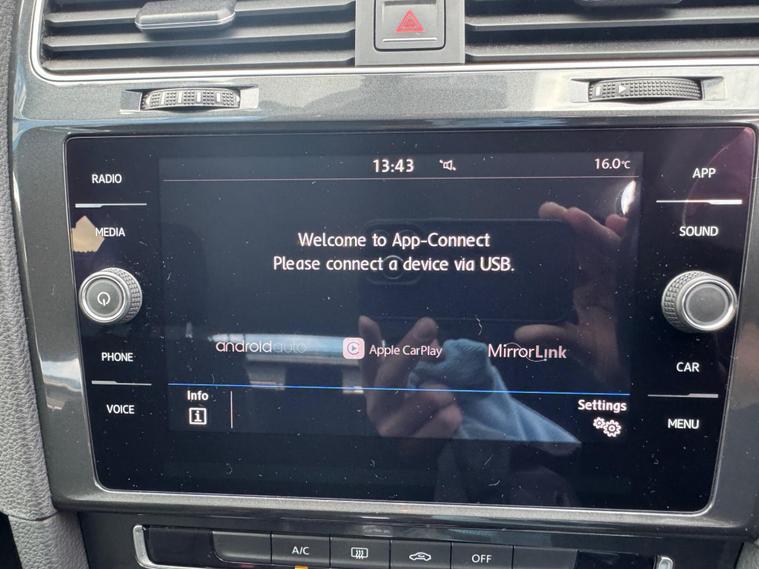 13:43
16.0°C
RADIO
APP
MEDIA
SOUND
Welcome to App-Connect
Please connect a device via USB.
androidauto
Apple CarPlay
MirrorLink
PHONE
CAR
Info
i
Settings
VOICE
MENU
A/C
OFF